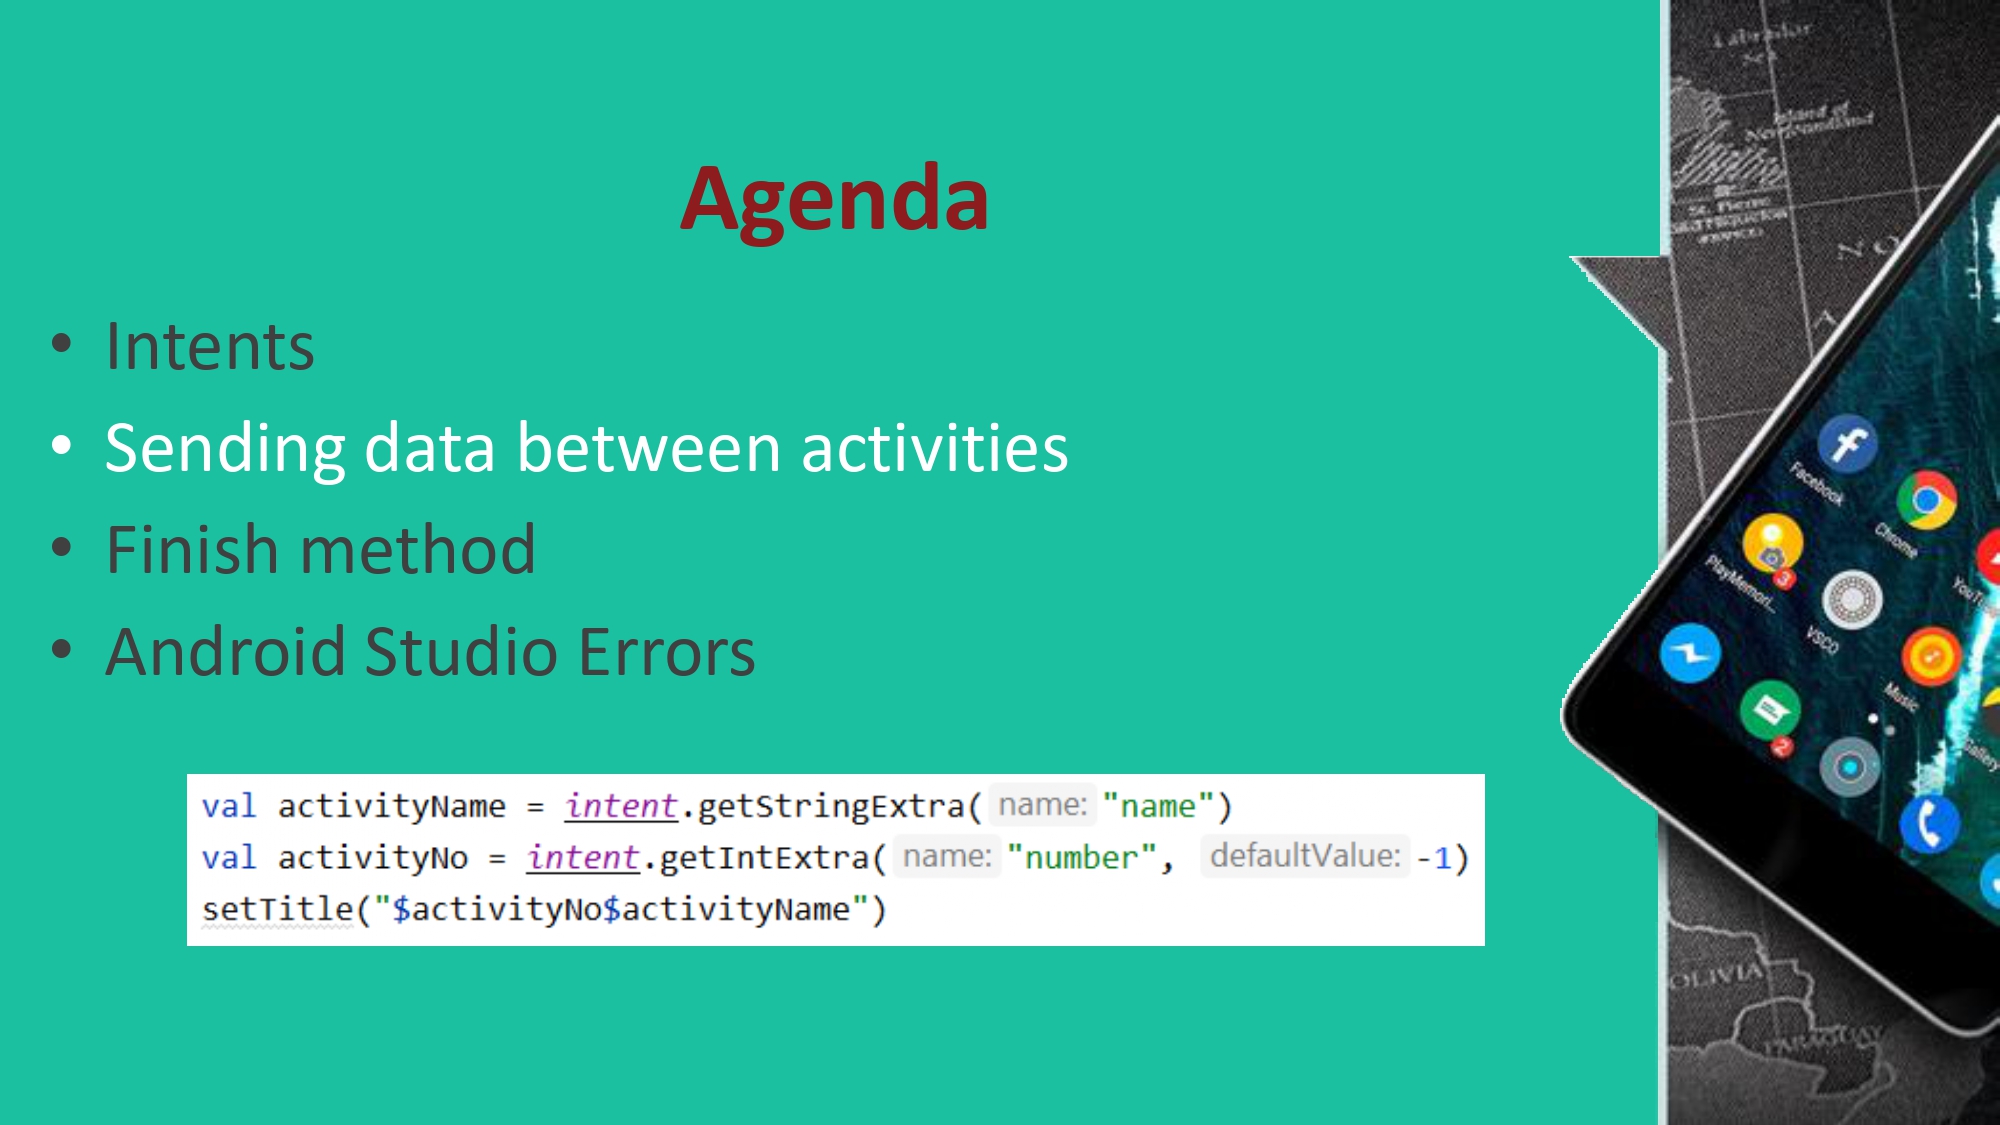 Agenda
• Intents
• Sending data between activities
• Finish method
• Android Studio Errors
val activityName = intent.getStringExtra( name: "name")
val activityNo = intent.getIntExtra( name: "number", defaultValue: -1)
setTitle("$activityNo$activityName")
Labrador
Island of
Newfoundland
St. Pierre
Facebook
Chrome
PlayMemori...
VSCO
Music
Gallery
3
2
OLIVIA
PARAGUAY